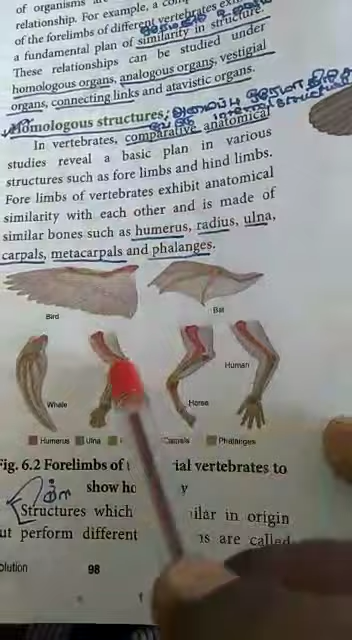 of organisms
relationship. For example, a
of the forelimbs of different vertebrates
a fundamental plan of similarity in structure.
These relationships can be studied under
homologous organs, analogous organs, vestigial
organs, connecting links and atavistic organs.
Homologous structures: அமைப்பு ஒரே மாதிரி
In vertebrates, comparative anatomical
studies reveal a basic plan in various
structures such as fore limbs and hind limbs.
Fore limbs of vertebrates exhibit anatomical
similarity with each other and is made of
similar bones such as humerus, radius, ulna,
carpals, metacarpals and phalanges.
Bird Bat
Whale Horse Human
Humerus Ulna Carpals Phalanges
Fig. 6.2 Forelimbs of ial vertebrates to
show ho y
Structures which ilar in origin
ut perform different ns are called
olution 98